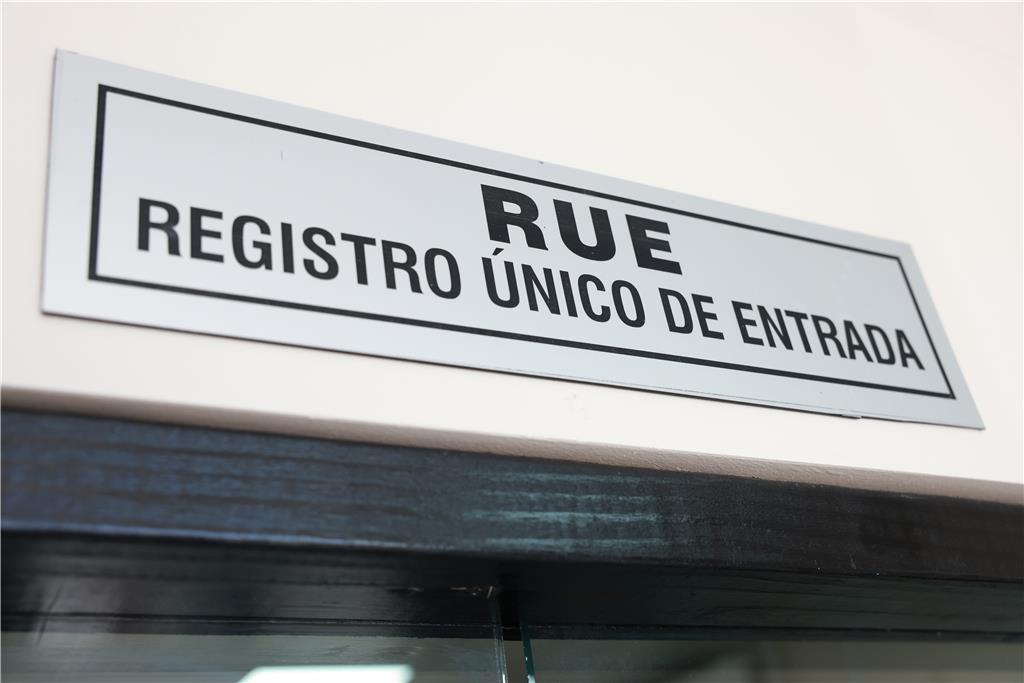 RUE
REGISTRO ÚNICO DE ENTRADA